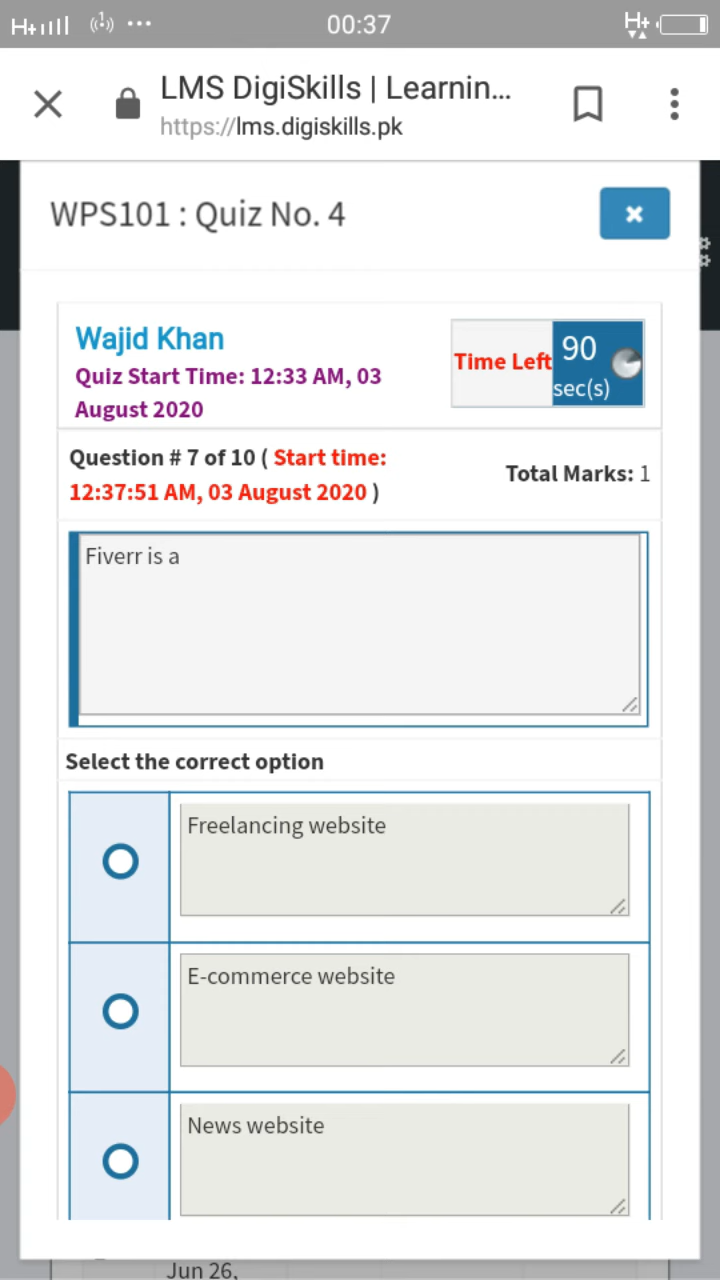 00:37
H+
LMS DigiSkills | Learnin...
https://lms.digiskills.pk
WPS101 : Quiz No. 4
Wajid Khan
Quiz Start Time: 12:33 AM, 03
August 2020
Time Left
90
sec(s)
Question # 7 of 10 ( Start time:
12:37:51 AM, 03 August 2020 )
Total Marks: 1
Fiverr is a
Select the correct option
Freelancing website
E-commerce website
News website
Jun 26,